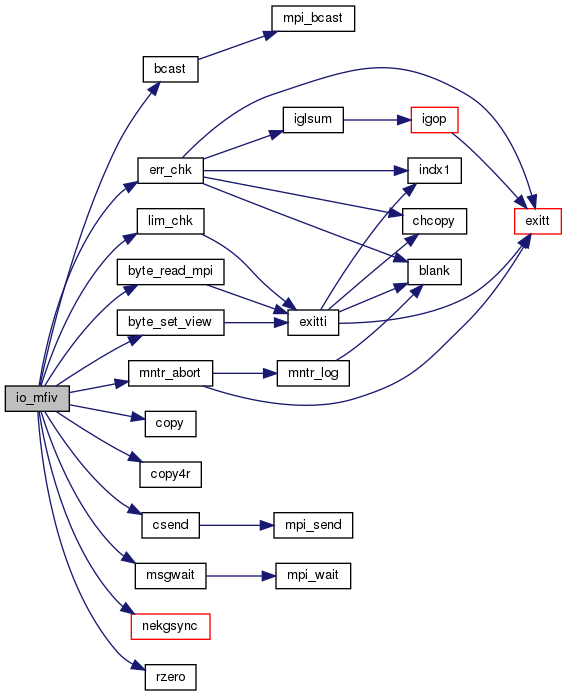 mpi_bcast
bcast
iglsum
igop
err_chk
indx1
lim_chk
chcopy
exitt
byte_read_mpi
blank
byte_set_view
exitti
mntr_abort
mntr_log
io_mfiv
copy
copy4r
csend
mpi_send
msgwait
mpi_wait
nekgsync
rzero